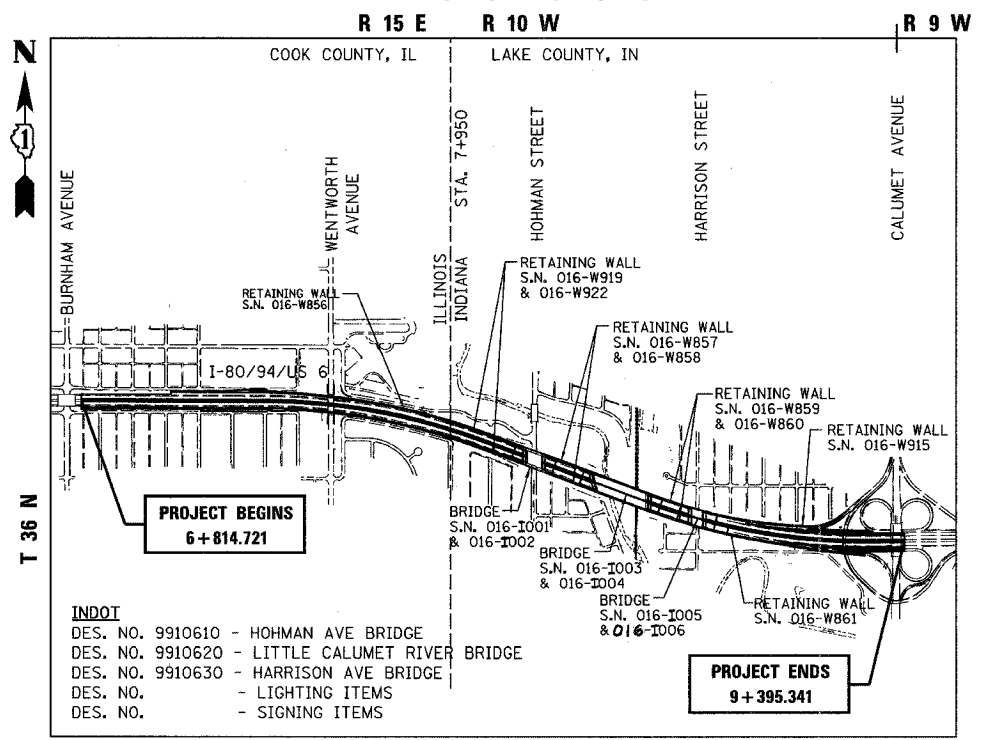 R 15 E
R 10 W
R 9 W
N
1
COOK COUNTY, IL
LAKE COUNTY, IN
BURNHAM AVENUE
WENTWORTH
AVENUE
ILLINOIS
INDIANA
STA. 7+950
HOHMAN STREET
HARRISON STREET
CALUMET AVENUE
RETAINING WALL
S.N. 016-W856
RETAINING WALL
S.N. 016-W919
& 016-W922
RETAINING WALL
S.N. 016-W857
& 016-W858
I-80/94/US 6
RETAINING WALL
S.N. 016-W859
& 016-W860
RETAINING WALL
S.N. 016-W915
T 36 N
PROJECT BEGINS
6+814.721
BRIDGE
S.N. 016-I001
& 016-I002
BRIDGE
S.N. 016-I003
& 016-I004
BRIDGE
S.N. 016-I005
& 016-I006
RETAINING WALL
S.N. 016-W861
PROJECT ENDS
9+395.341
INDOT
DES. NO. 9910610 - HOHMAN AVE BRIDGE
DES. NO. 9910620 - LITTLE CALUMET RIVER BRIDGE
DES. NO. 9910630 - HARRISON AVE BRIDGE
DES. NO. - LIGHTING ITEMS
DES. NO. - SIGNING ITEMS